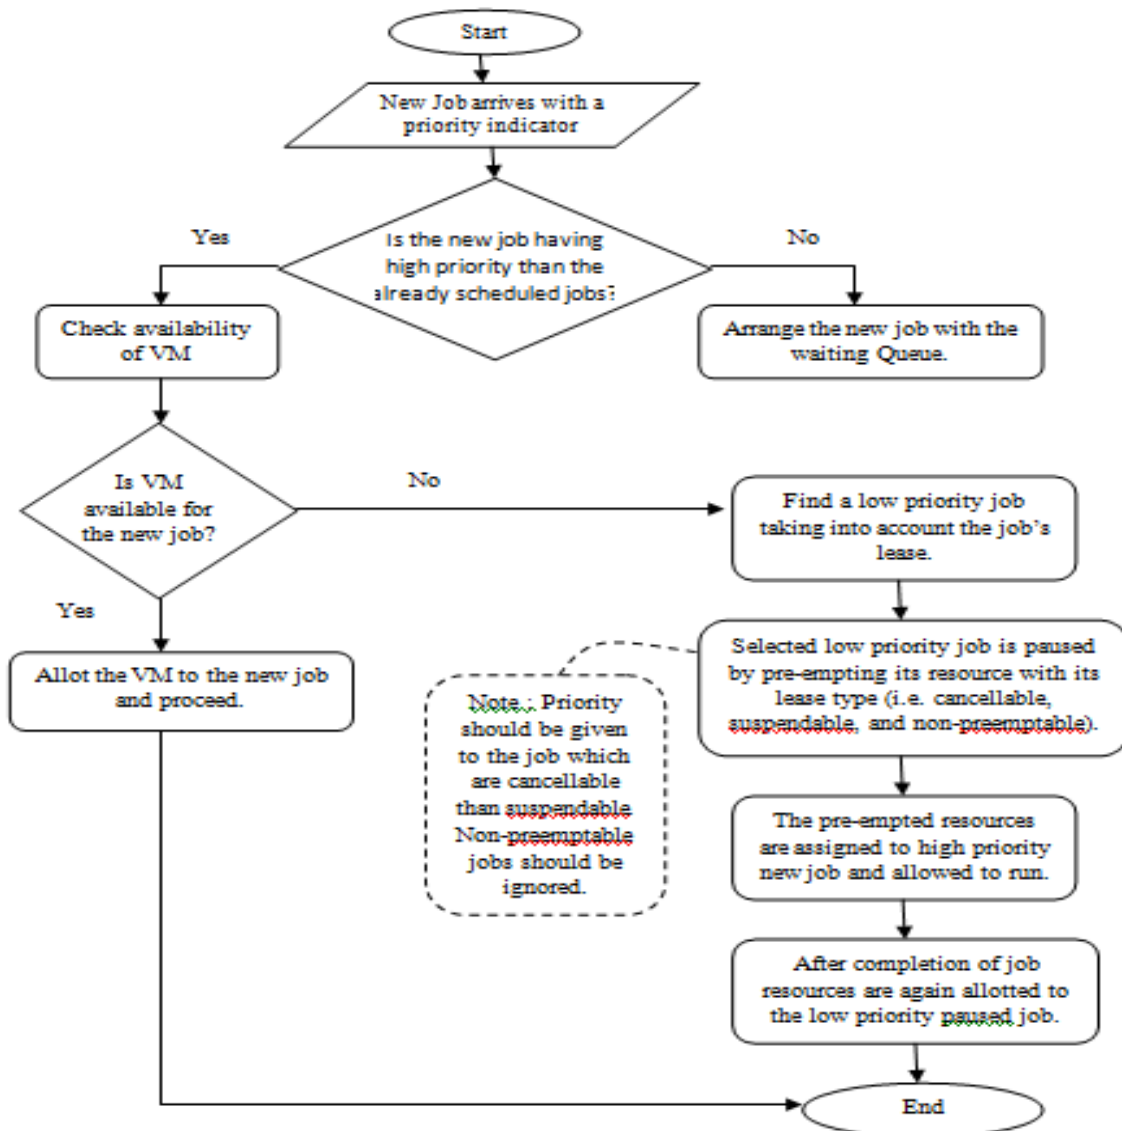 Start
New Job arrives with a
priority indicator
Yes
No
Is the new job having
high priority than the
already scheduled jobs?
Check availability
of VM
Arrange the new job with the
waiting Queue.
Is VM
available for
the new job?
No
Find a low priority job
taking into account the job's
lease.
Yes
Allot the VM to the new job
and proceed.
Selected low priority job is paused
by pre-empting its resource with its
lease type (i.e. cancellable,
suspendable, and non-preemptable).
Note : Priority
should be given
to the job which
are cancellable
than suspendable
Non-preemptable
jobs should be
ignored.
The pre-empted resources
are assigned to high priority
new job and allowed to run.
After completion of job
resources are again allotted to
the low priority paused job.
End